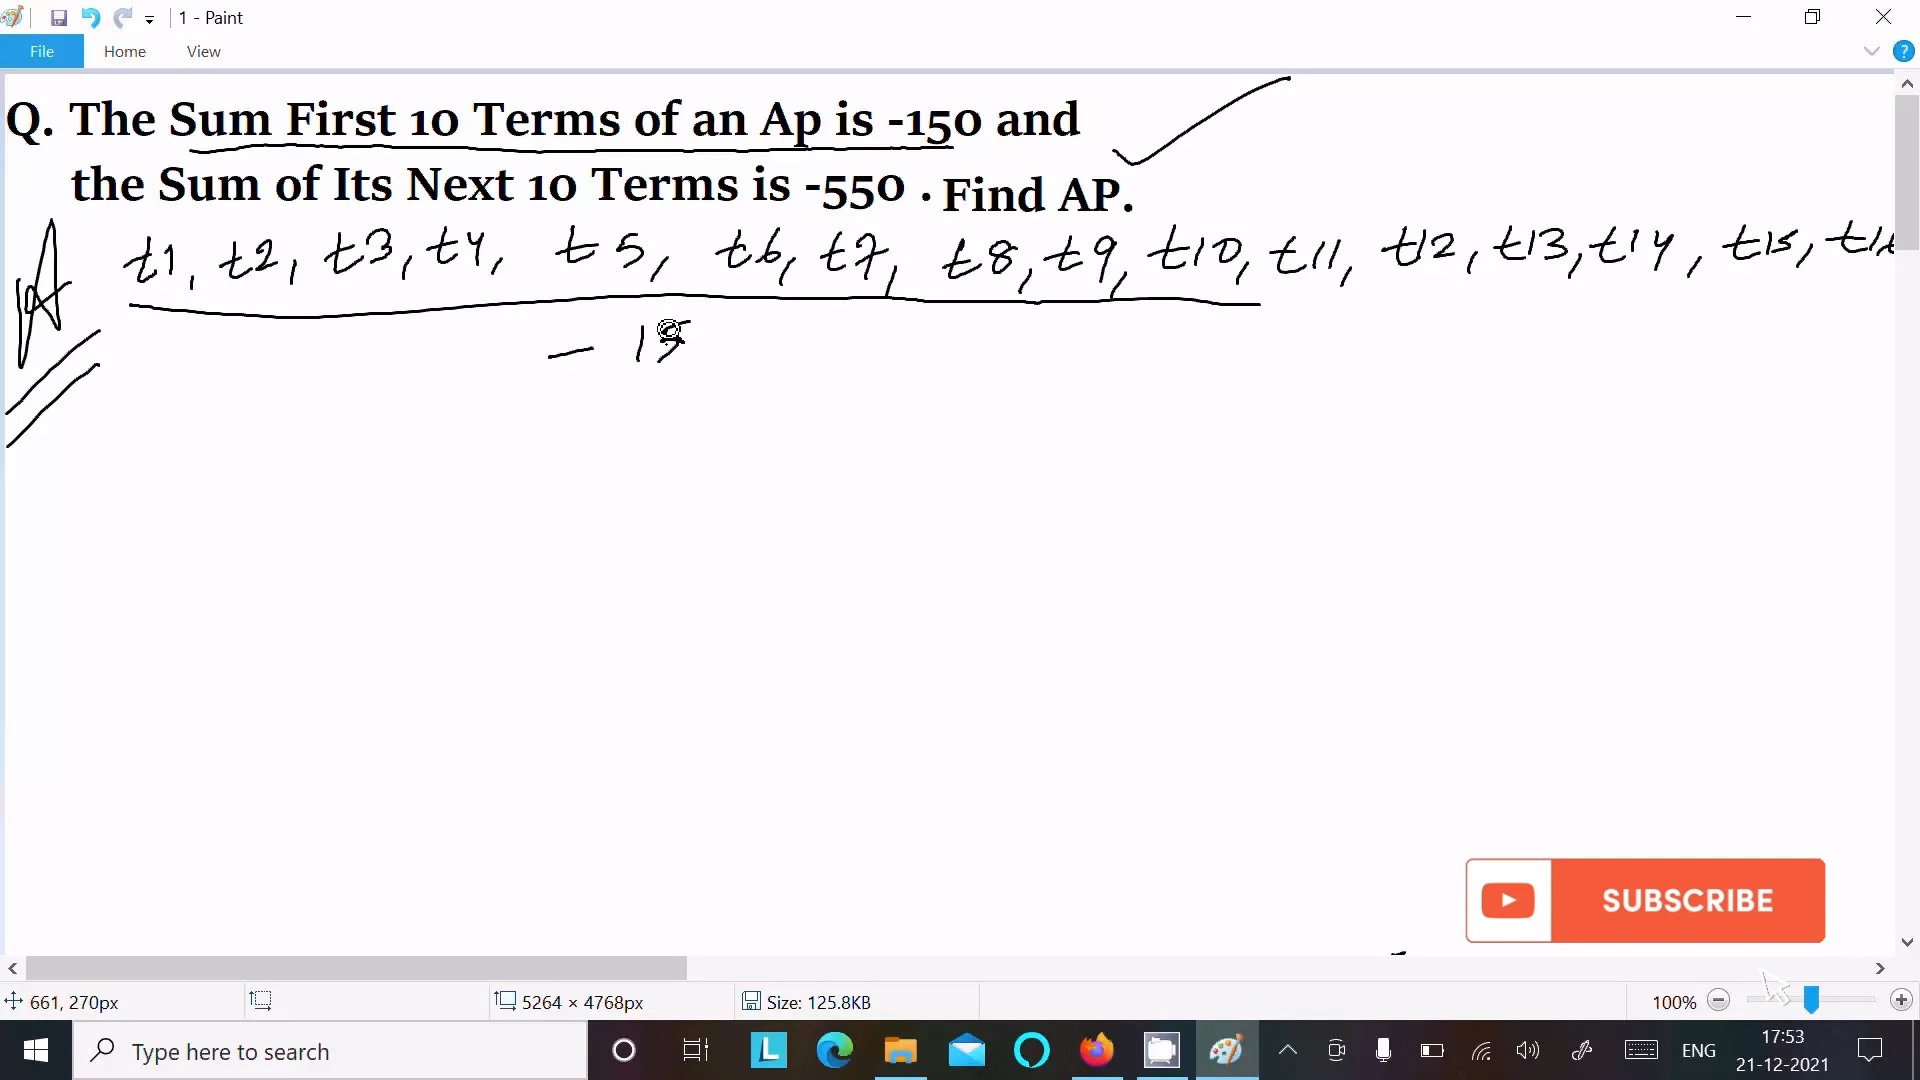 1 - Paint
File Home View
Q. The Sum First 10 Terms of an Ap is -150 and
the Sum of Its Next 10 Terms is -550 . Find AP.
A t1, t2, t3, t4, t5, t6, t7, t8, t9, t10, t11, t12, t13, t14, t15, t16
- 15
SUBSCRIBE
661, 270px 5264 × 4768px Size: 125.8KB 100%
Type here to search
ENG
17:53
21-12-2021